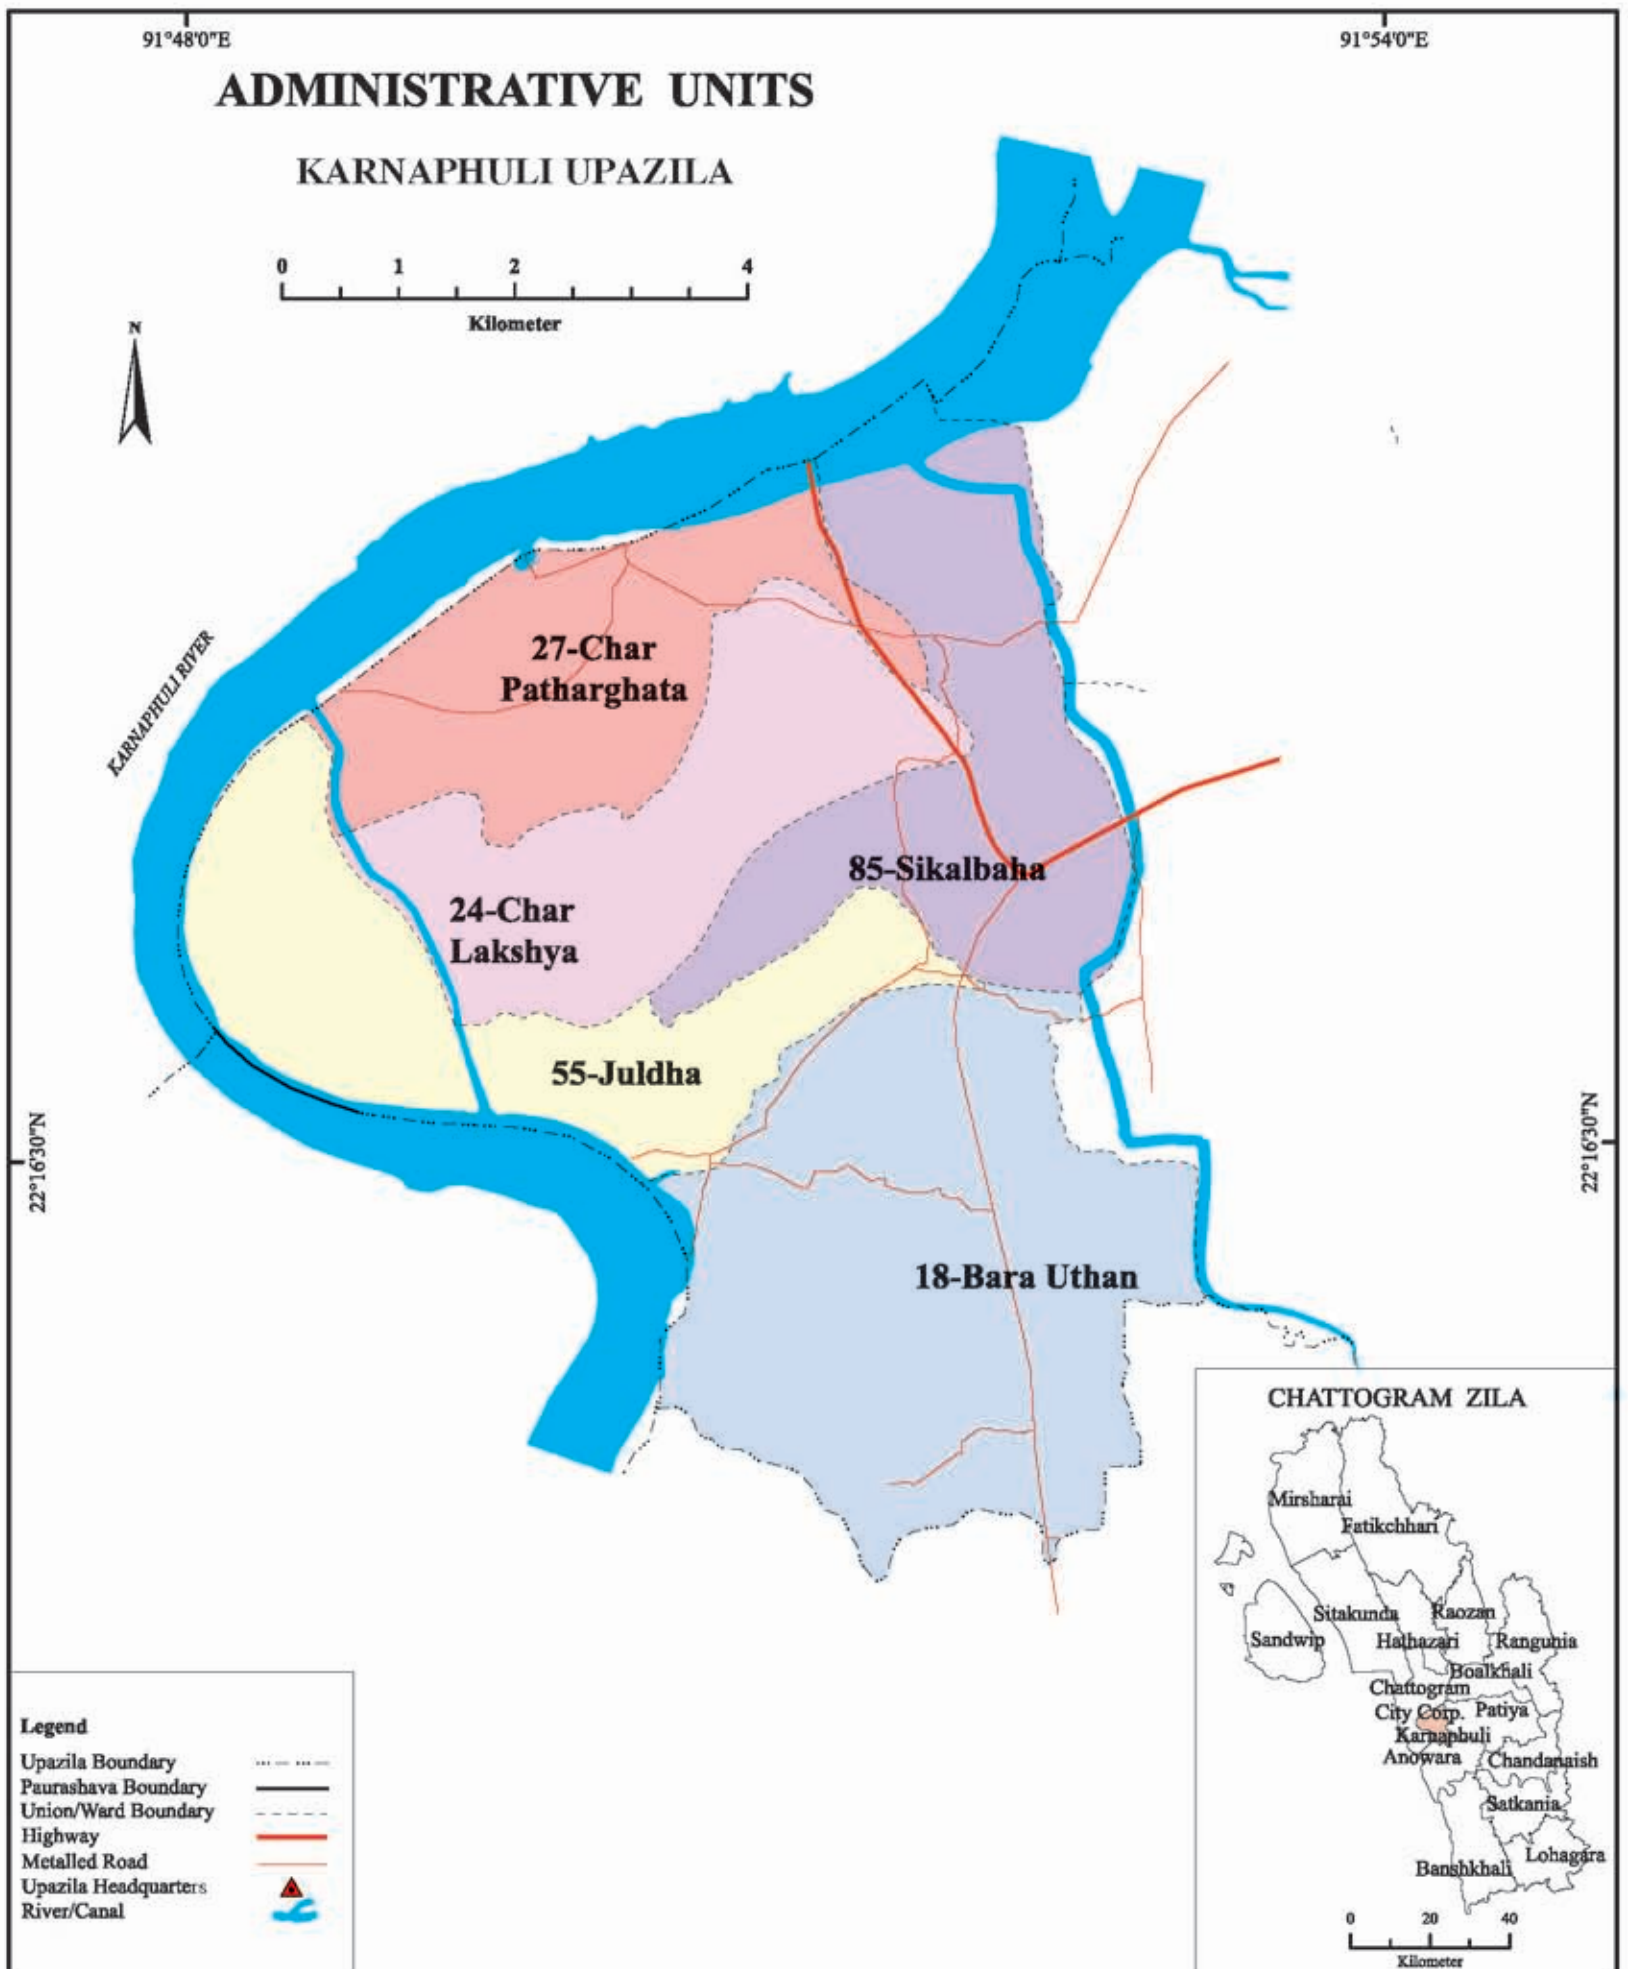 91°48'0"E
91°54'0"E
ADMINISTRATIVE UNITS
KARNAPHULI UPAZILA
0 1 2 4
Kilometer
N
KARNAPHULI RIVER
27-Char
Patharghata
85-Sikalbaha
24-Char
Lakshya
55-Juldha
22°16'30"N
22°16'30"N
18-Bara Uthan
CHATTOGRAM ZILA
Mirsharai
Fatikchhari
Sitakunda
Raozan
Sandwip
Hathazari
Rangunia
Boalkhali
Chattogram
City Corp.
Patiya
Karnaphuli
Anowara
Chandanaish
Satkania
Lohagara
Banshkhali
0 20 40
Kilometer
Legend
Upazila Boundary
Paurashava Boundary
Union/Ward Boundary
Highway
Metalled Road
Upazila Headquarters
River/Canal